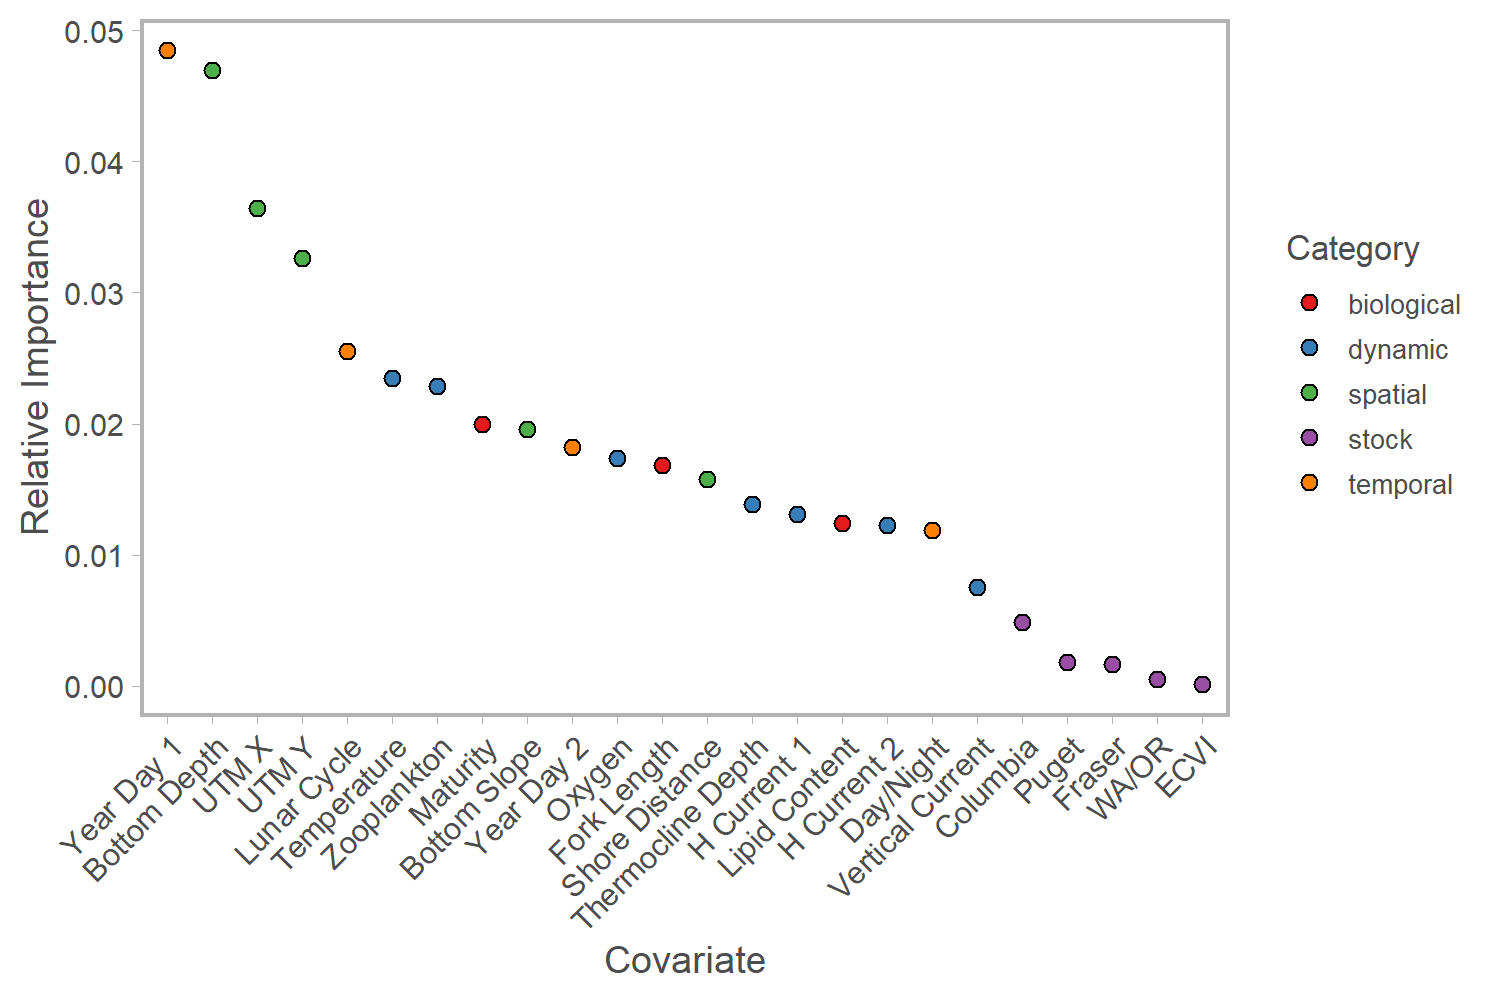 0.05
0.04
0.03
0.02
0.01
0.00
Relative Importance
Year Day 1
Bottom Depth
UTM X
UTM Y
Lunar Cycle
Temperature
Zooplankton
Maturity
Bottom Slope
Year Day 2
Oxygen
Fork Length
Shore Distance
Thermocline Depth
H Current 1
Lipid Content
H Current 2
Day/Night
Vertical Current
Columbia
Puget
Fraser
WA/OR
ECVI
Covariate
Category
biological
dynamic
spatial
stock
temporal